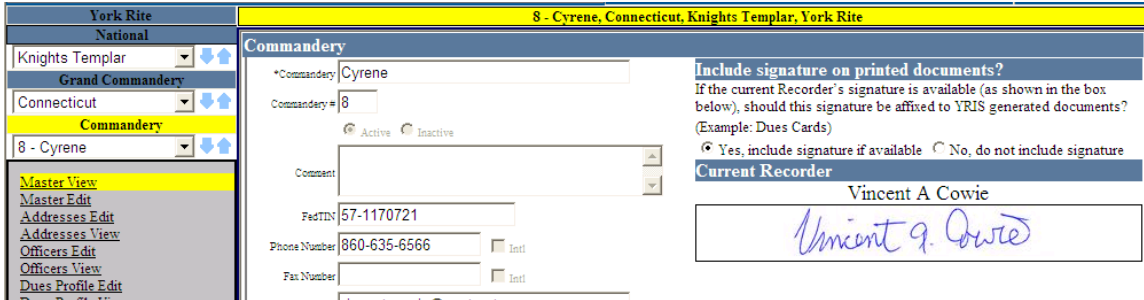 York Rite
National
Knights Templar
Grand Commandery
Connecticut
Commandery
8 - Cyrene
Master View
Master Edit
Addresses Edit
Addresses View
Officers Edit
Officers View
Dues Profile Edit
8 - Cyrene, Connecticut, Knights Templar, York Rite
Commandery
*Commandery Cyrene
Commandery # 8
Active Inactive
Comment
FedTIN 57-1170721
Phone Number 860-635-6566 Intl
Fax Number Intl
Include signature on printed documents?
If the current Recorder's signature is available (as shown in the box
below), should this signature be affixed to YRIS generated documents?
(Example: Dues Cards)
Yes, include signature if available No, do not include signature
Current Recorder
Vincent A Cowie
Vincent A. Cowie